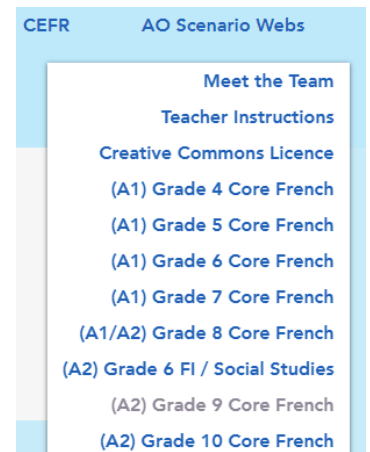 CEFR AO Scenario Webs
Meet the Team
Teacher Instructions
Creative Commons Licence
(A1) Grade 4 Core French
(A1) Grade 5 Core French
(A1) Grade 6 Core French
(A1) Grade 7 Core French
(A1/A2) Grade 8 Core French
(A2) Grade 6 FI / Social Studies
(A2) Grade 9 Core French
(A2) Grade 10 Core French